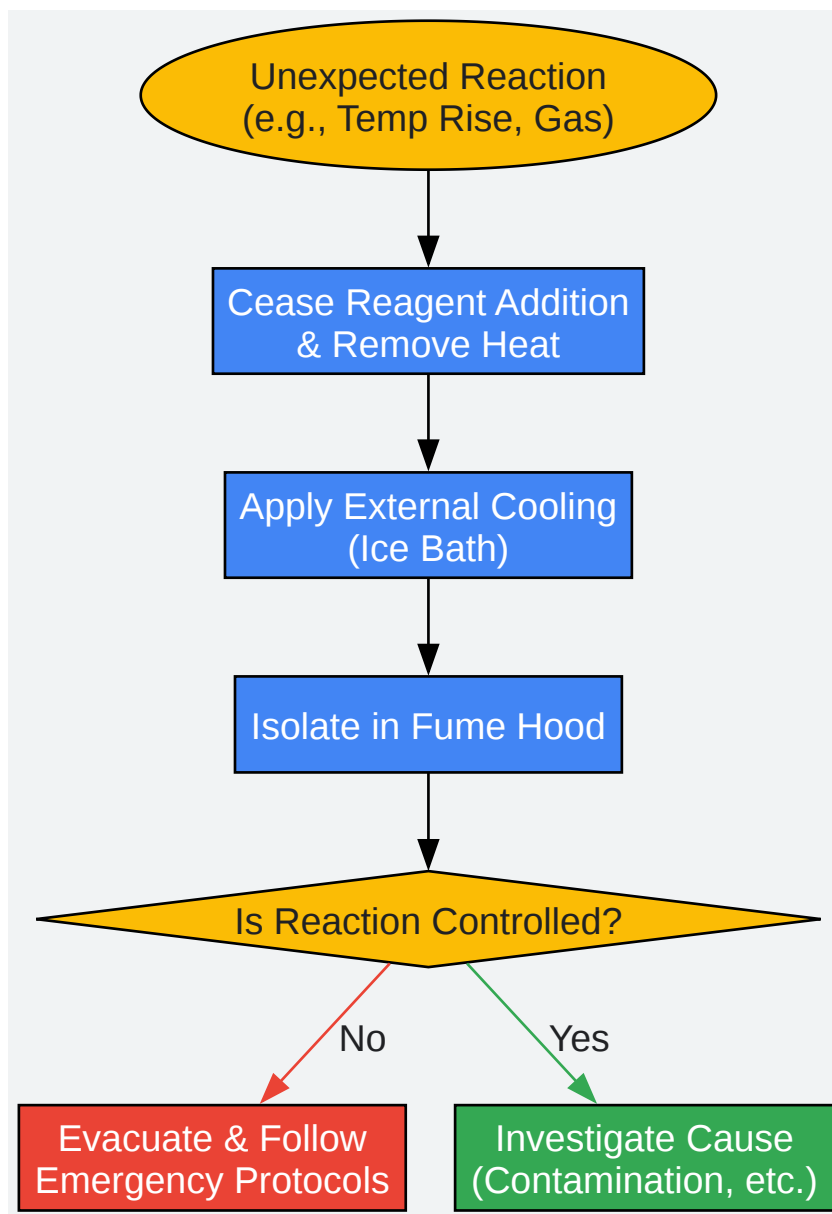 Unexpected Reaction
(e.g., Temp Rise, Gas)
Cease Reagent Addition
& Remove Heat
Apply External Cooling
(Ice Bath)
Isolate in Fume Hood
Is Reaction Controlled?
No
Yes
Evacuate & Follow
Emergency Protocols
Investigate Cause
(Contamination, etc.)